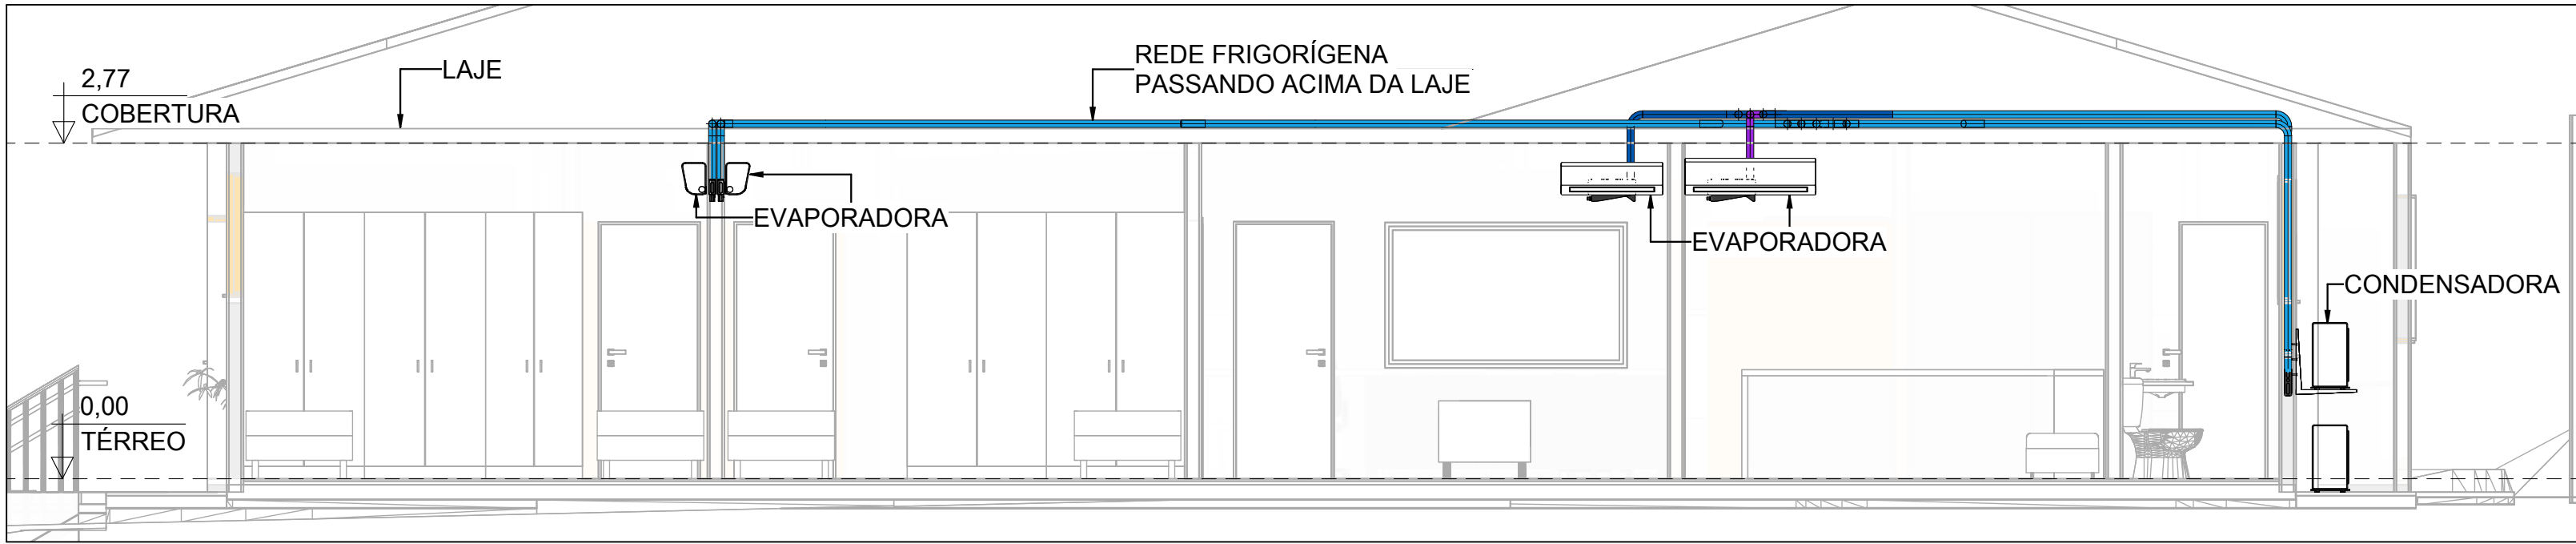 2,77
COBERTURA
LAJE
REDE FRIGORÍGENA
PASSANDO ACIMA DA LAJE
EVAPORADORA
EVAPORADORA
CONDENSADORA
0,00
TÉRREO